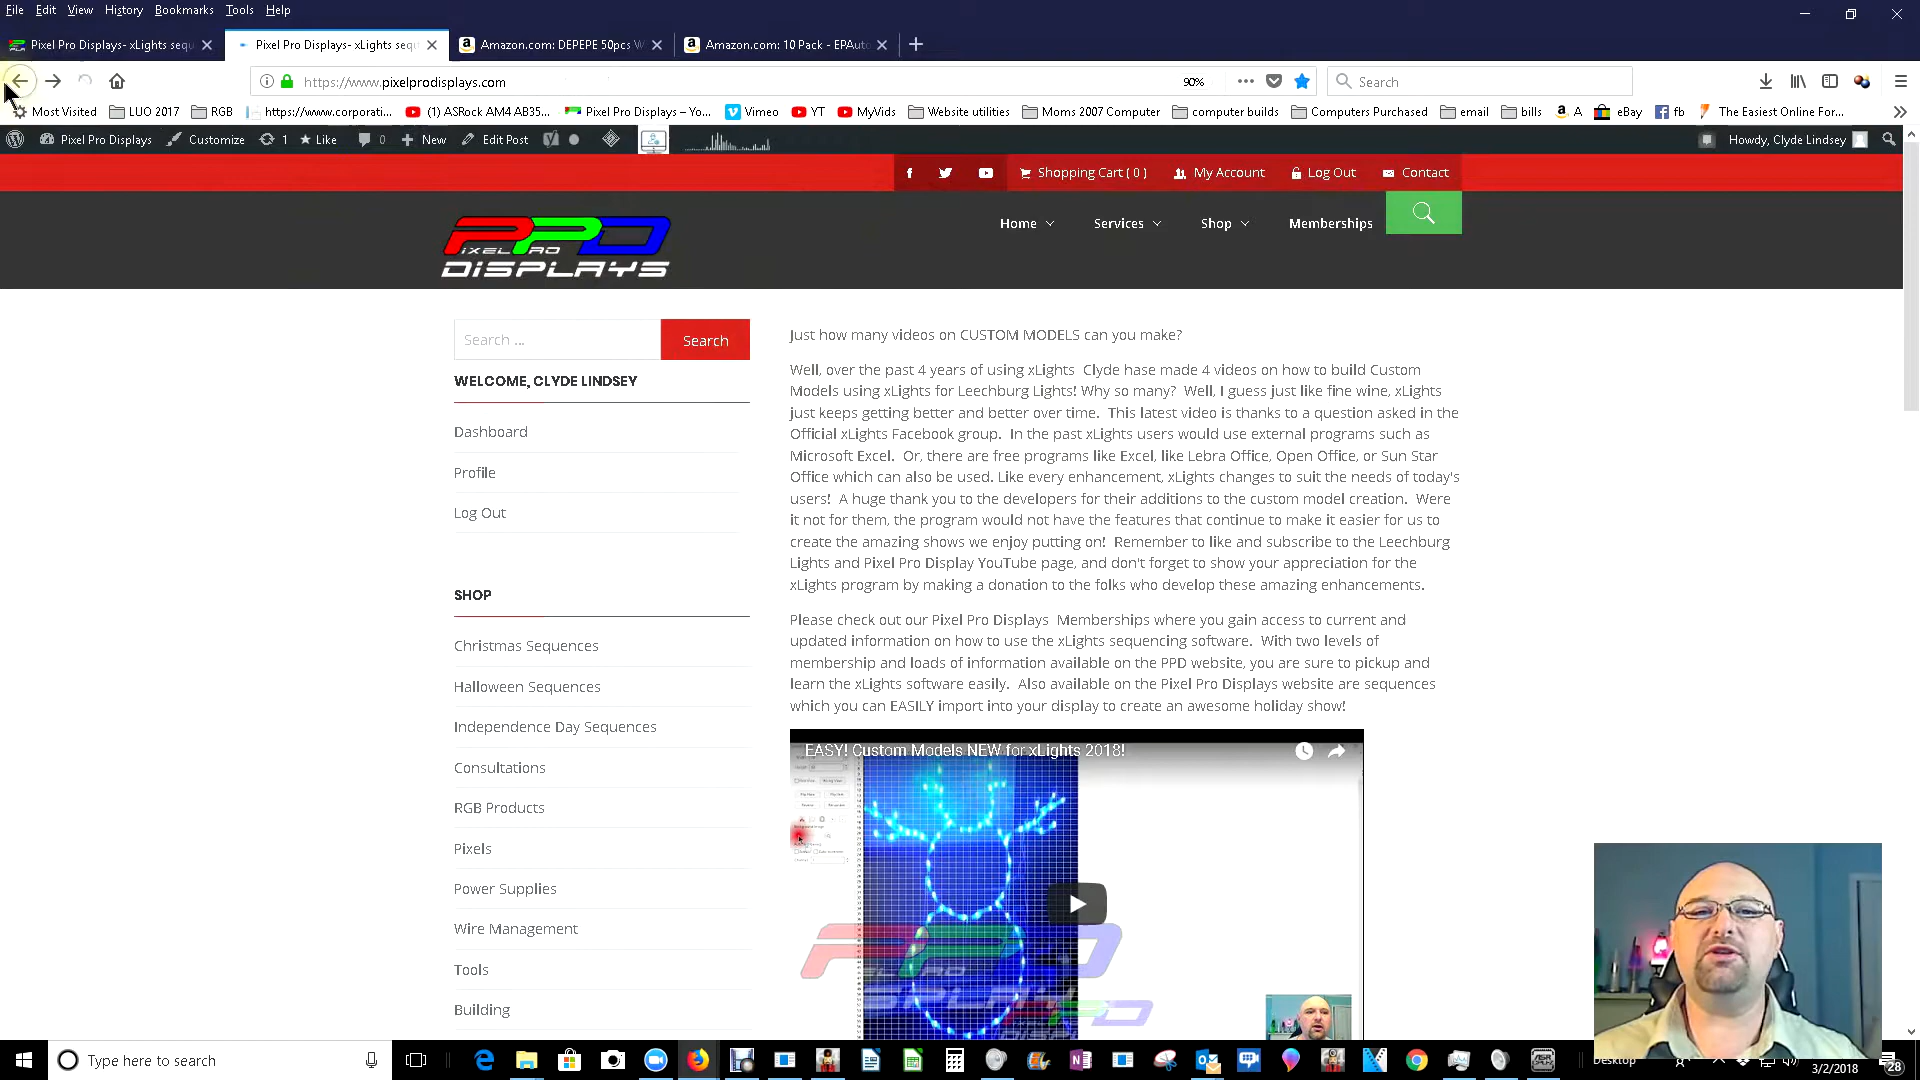 File Edit View History Bookmarks Tools Help
Pixel Pro Displays- xLights sequ
Pixel Pro Displays- xLights sequ
Amazon.com: DEPEPE 50pcs W
Amazon.com: 10 Pack - EPAuto
https://www.pixelprodisplays.com
90%
Search
Most Visited LUO 2017 RGB https://www.corporati... (1) ASRock AM4 AB35... Pixel Pro Displays – Yo... Vimeo YT MyVids Website utilities Moms 2007 Computer computer builds Computers Purchased email bills A eBay fb The Easiest Online For...
Pixel Pro Displays Customize 1 Like 0 New Edit Post Howdy, Clyde Lindsey
Shopping Cart ( 0 ) My Account Log Out Contact
PPD
PIXEL PRO
DISPLAYS
Home Services Shop Memberships
Search ...
Search
WELCOME, CLYDE LINDSEY
Dashboard
Profile
Log Out
SHOP
Christmas Sequences
Halloween Sequences
Independence Day Sequences
Consultations
RGB Products
Pixels
Power Supplies
Wire Management
Tools
Building
Just how many videos on CUSTOM MODELS can you make?
Well, over the past 4 years of using xLights Clyde hase made 4 videos on how to build Custom
Models using xLights for Leechburg Lights! Why so many? Well, I guess just like fine wine, xLights
just keeps getting better and better over time. This latest video is thanks to a question asked in the
Official xLights Facebook group. In the past xLights users would use external programs such as
Microsoft Excel. Or, there are free programs like Excel, like Lebra Office, Open Office, or Sun Star
Office which can also be used. Like every enhancement, xLights changes to suit the needs of today's
users! A huge thank you to the developers for their additions to the custom model creation. Were
it not for them, the program would not have the features that continue to make it easier for us to
create the amazing shows we enjoy putting on! Remember to like and subscribe to the Leechburg
Lights and Pixel Pro Display YouTube page, and don't forget to show your appreciation for the
xLights program by making a donation to the folks who develop these amazing enhancements.
Please check out our Pixel Pro Displays Memberships where you gain access to current and
updated information on how to use the xLights sequencing software. With two levels of
membership and loads of information available on the PPD website, you are sure to pickup and
learn the xLights software easily. Also available on the Pixel Pro Displays website are sequences
which you can EASILY import into your display to create an awesome holiday show!
EASY! Custom Models NEW for xLights 2018!
Type here to search
Desktop
3/2/2018
28